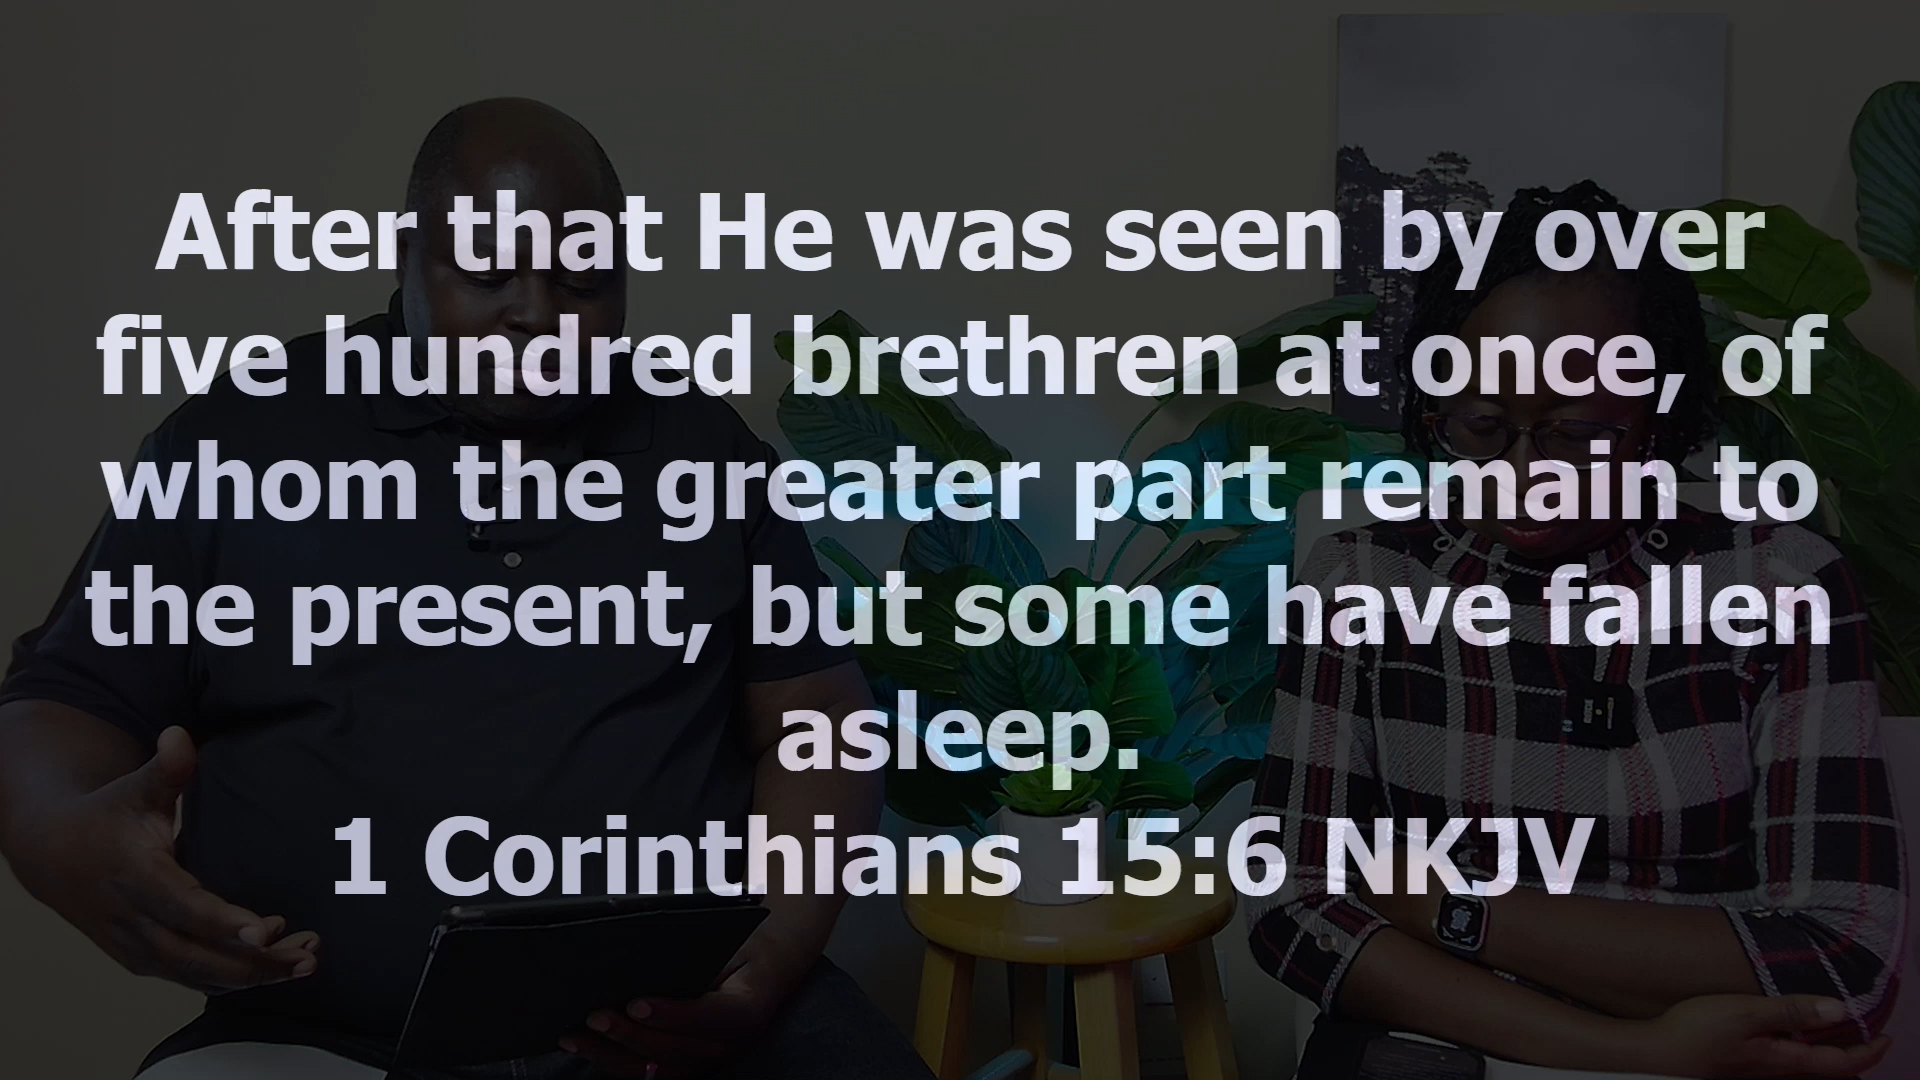 After that He was seen by over
five hundred brethren at once, of
whom the greater part remain to
the present, but some have fallen
asleep.
1 Corinthians 15:6 NKJV